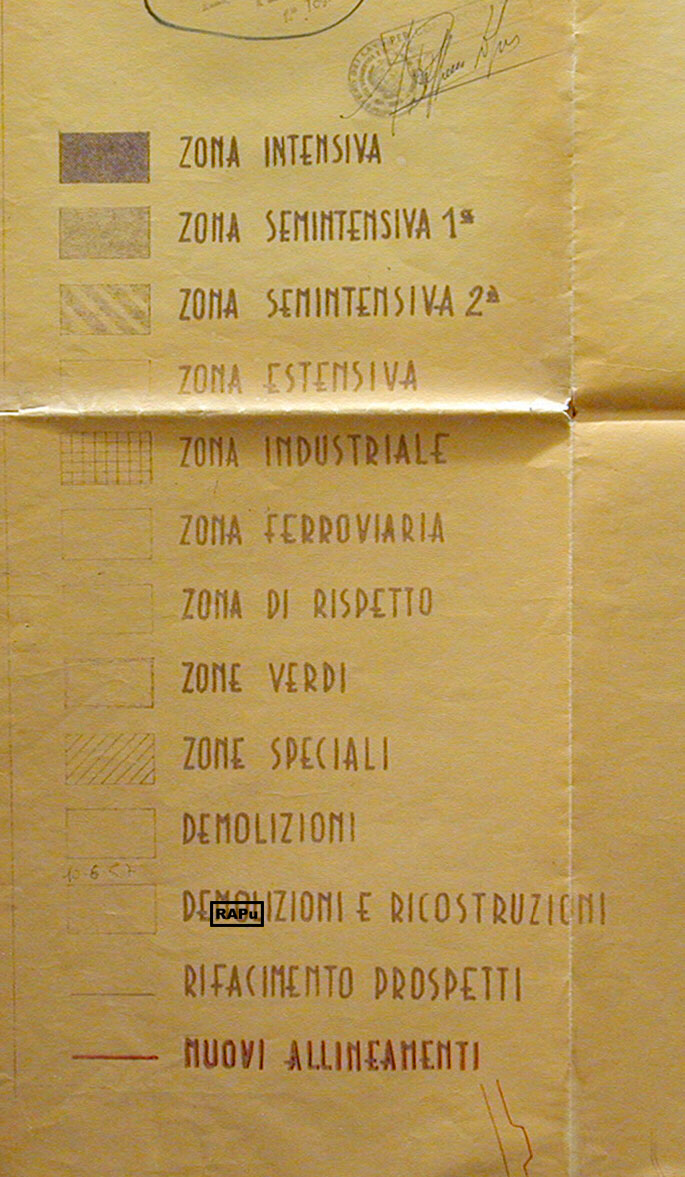 ZONA INTENSIVA
ZONA SEMINTENSIVA 1ª
ZONA SEMINTENSIVA 2ª
ZONA ESTENSIVA
ZONA INDUSTRIALE
ZONA FERROVIARIA
ZONA DI RISPETTO
ZONE VERDI
ZONE SPECIALI
DEMOLIZIONI
DEMOLIZIONI E RICOSTRUZIONI
RAPu
RIFACIMENTO PROSPETTI
NUOVI ALLINEAMENTI